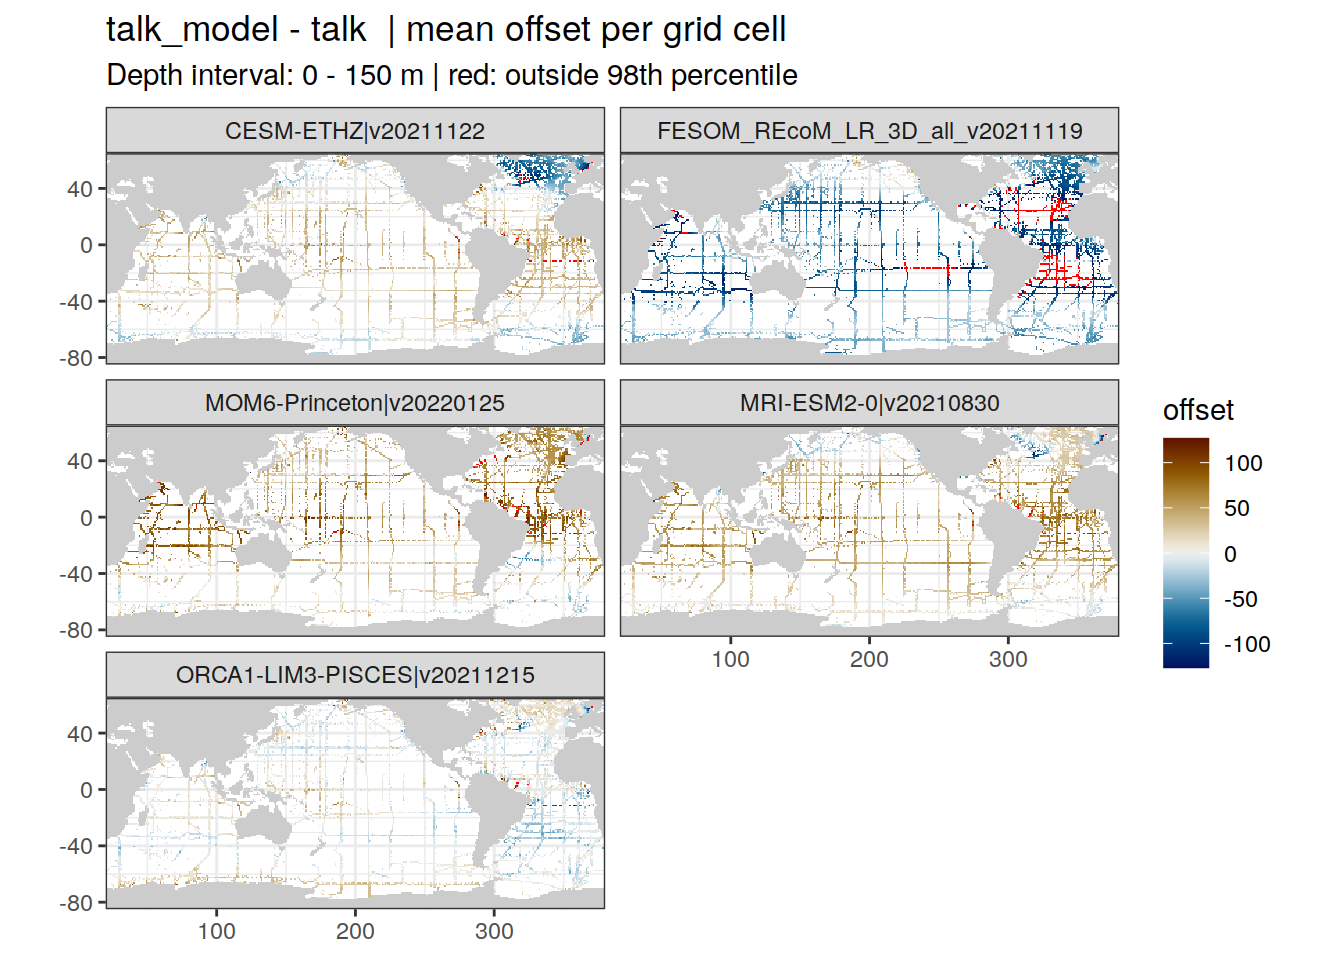 talk_model - talk  | mean offset per grid cell
Depth interval: 0 - 150 m | red: outside 98th percentile
CESM-ETHZ|v20211122
FESOM_REcoM_LR_3D_all_v20211119
40
0
-40
-80
MOM6-Princeton|v20220125
MRI-ESM2-0|v20210830
40
0
-40
-80
100
200
300
ORCA1-LIM3-PISCES|v20211215
40
0
-40
-80
100
200
300
offset
100
50
0
-50
-100